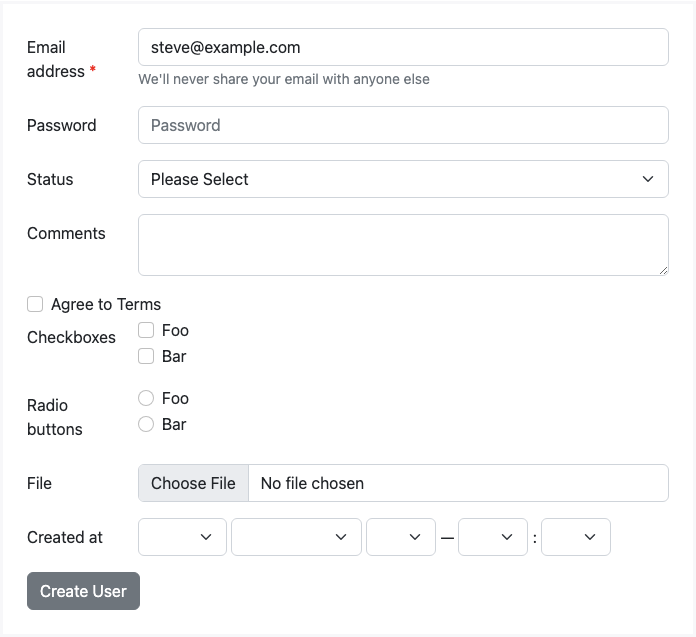 Email
address *
steve@example.com
We'll never share your email with anyone else
Password
Password
Status
Please Select
Comments
Agree to Terms
Checkboxes
Foo
Bar
Radio
buttons
Foo
Bar
File
Choose File
No file chosen
Created at
— :
Create User